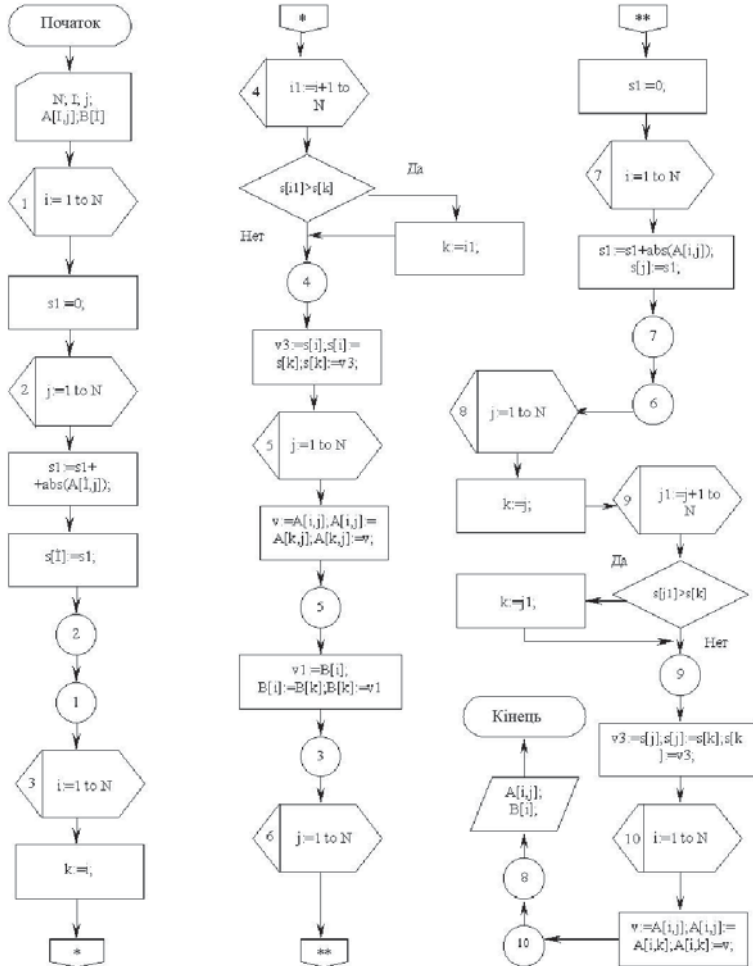 Початок
N; I; j;
A[I,j];B[I]
1
i:= 1 to N
s1:=0;
2
j:=1 to N
s1:=s1+
+abs(A[İ,j]);
s[İ]:=s1;
2
1
3
i:=1 to N
k:=i;
*
*
4
i1:=i+1 to
N
s[i1]>s[k]
Да
Нет
k:=i1;
4
v3:=s[i];s[i]:=
s[k];s[k]:=v3;
5
j:=1 to N
v:=A[i,j];A[i,j]:=
A[k,j];A[k,j]:=v;
5
v1:=B[i];
B[i]:=B[k];B[k]:=v1
3
6
j:=1 to N
**
**
s1:=0;
7
i:=1 to N
s1:=s1+abs(A[i,j]);
s[j]:=s1;
7
6
8
j:=1 to N
k:=j;
9
j1:=j+1 to
N
Да
s[j1]>s[k]
k:=j1;
Нет
9
v3:=s[j];s[j]:=s[k];s[k
]:=v3;
10
i:=1 to N
v:=A[i,j];A[i,j]:=
A[i,k];A[i,k]:=v;
10
8
A[i,j];
B[i];
Кінець